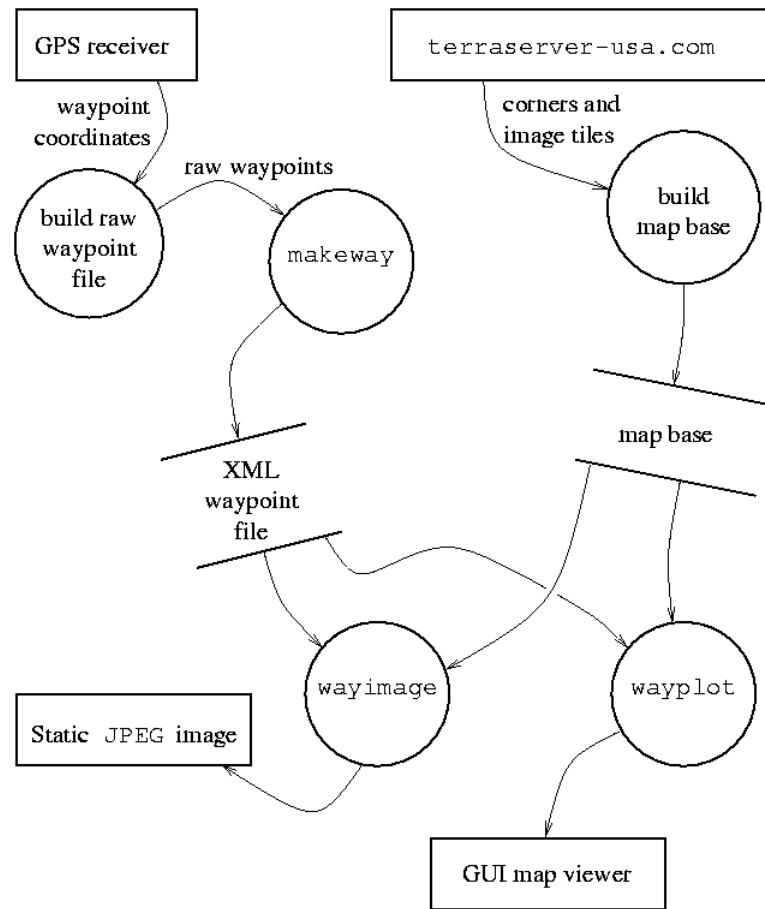 GPS receiver
terraserver-usa.com
waypoint
coordinates
corners and
image tiles
raw waypoints
build raw
waypoint
file
makeway
build
map base
map base
XML
waypoint
file
wayimage
wayplot
Static JPEG image
GUI map viewer